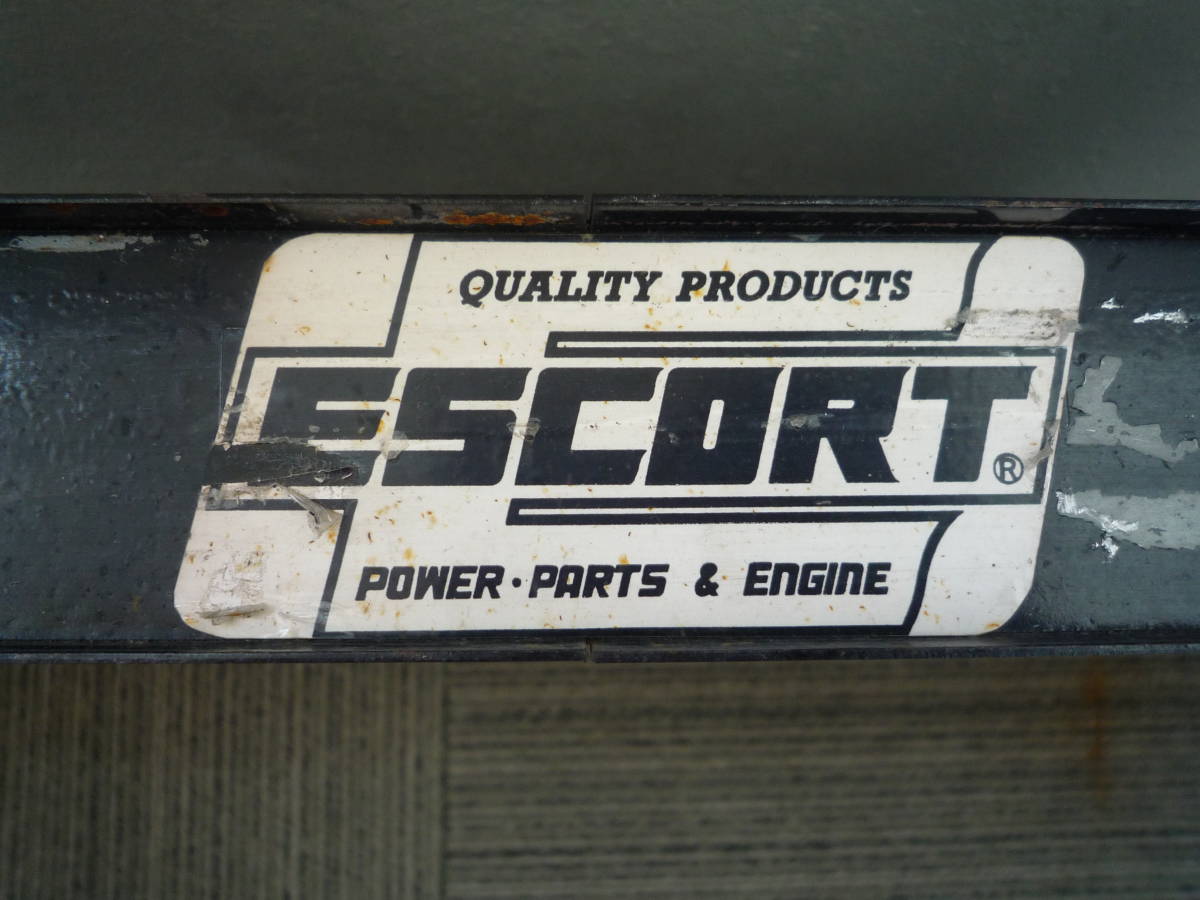 QUALITY PRODUCTS
ESCORT®
POWER·PARTS & ENGINE